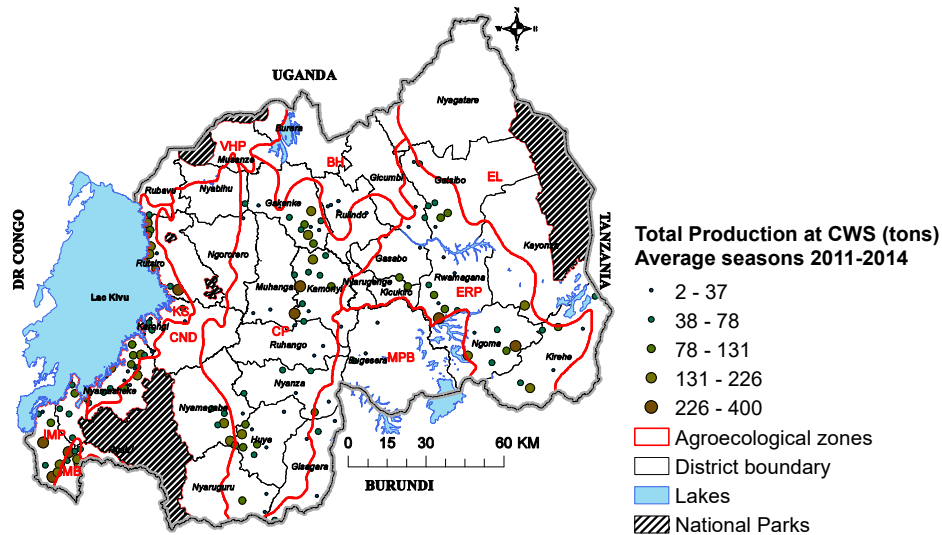 N
W E
S
UGANDA
Nyagatare
Burera
VHP
Musanze
BH
Gicumbi
Gatsibo
EL
Rubavu
Nyabihu
Gakenke
Rulindo
DR CONGO
TANZANIA
Kayonza
Rutsiro
Ngororero
Gasabo
Rwamagana
Lac Kivu
Muhanga
Kamonyi
Nyarugenge
Kicukiro
ERP
KS
Karongi
CND
CP
Ruhango
MPB
Bugesera
Ngoma
Kirehe
Nyamasheke
Nyanza
Nyamagabe
IMP
Huye
IMB
Gisagara
Nyaruguru
0 15 30 60 KM
BURUNDI
Total Production at CWS (tons)
Average seasons 2011-2014
2 - 37
38 - 78
78 - 131
131 - 226
226 - 400
Agroecological zones
District boundary
Lakes
National Parks